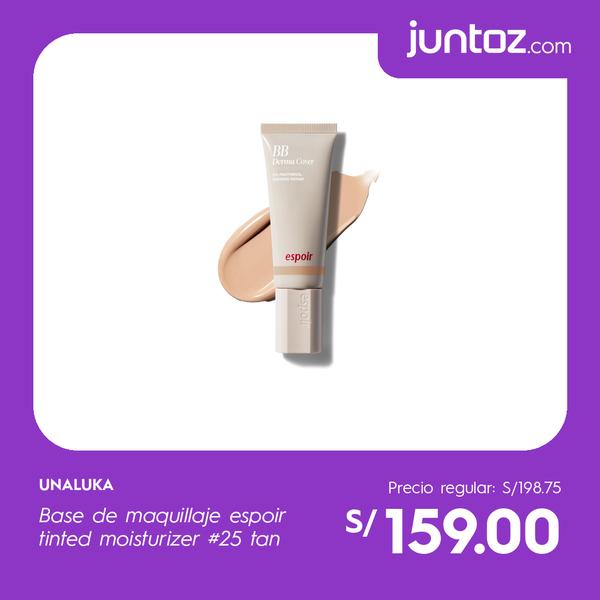 juntoz.com
BB
Derma Cover
espoir
espoir
UNALUKA
Base de maquillaje espoir
tinted moisturizer #25 tan
Precio regular: S/198.75
S/159.00